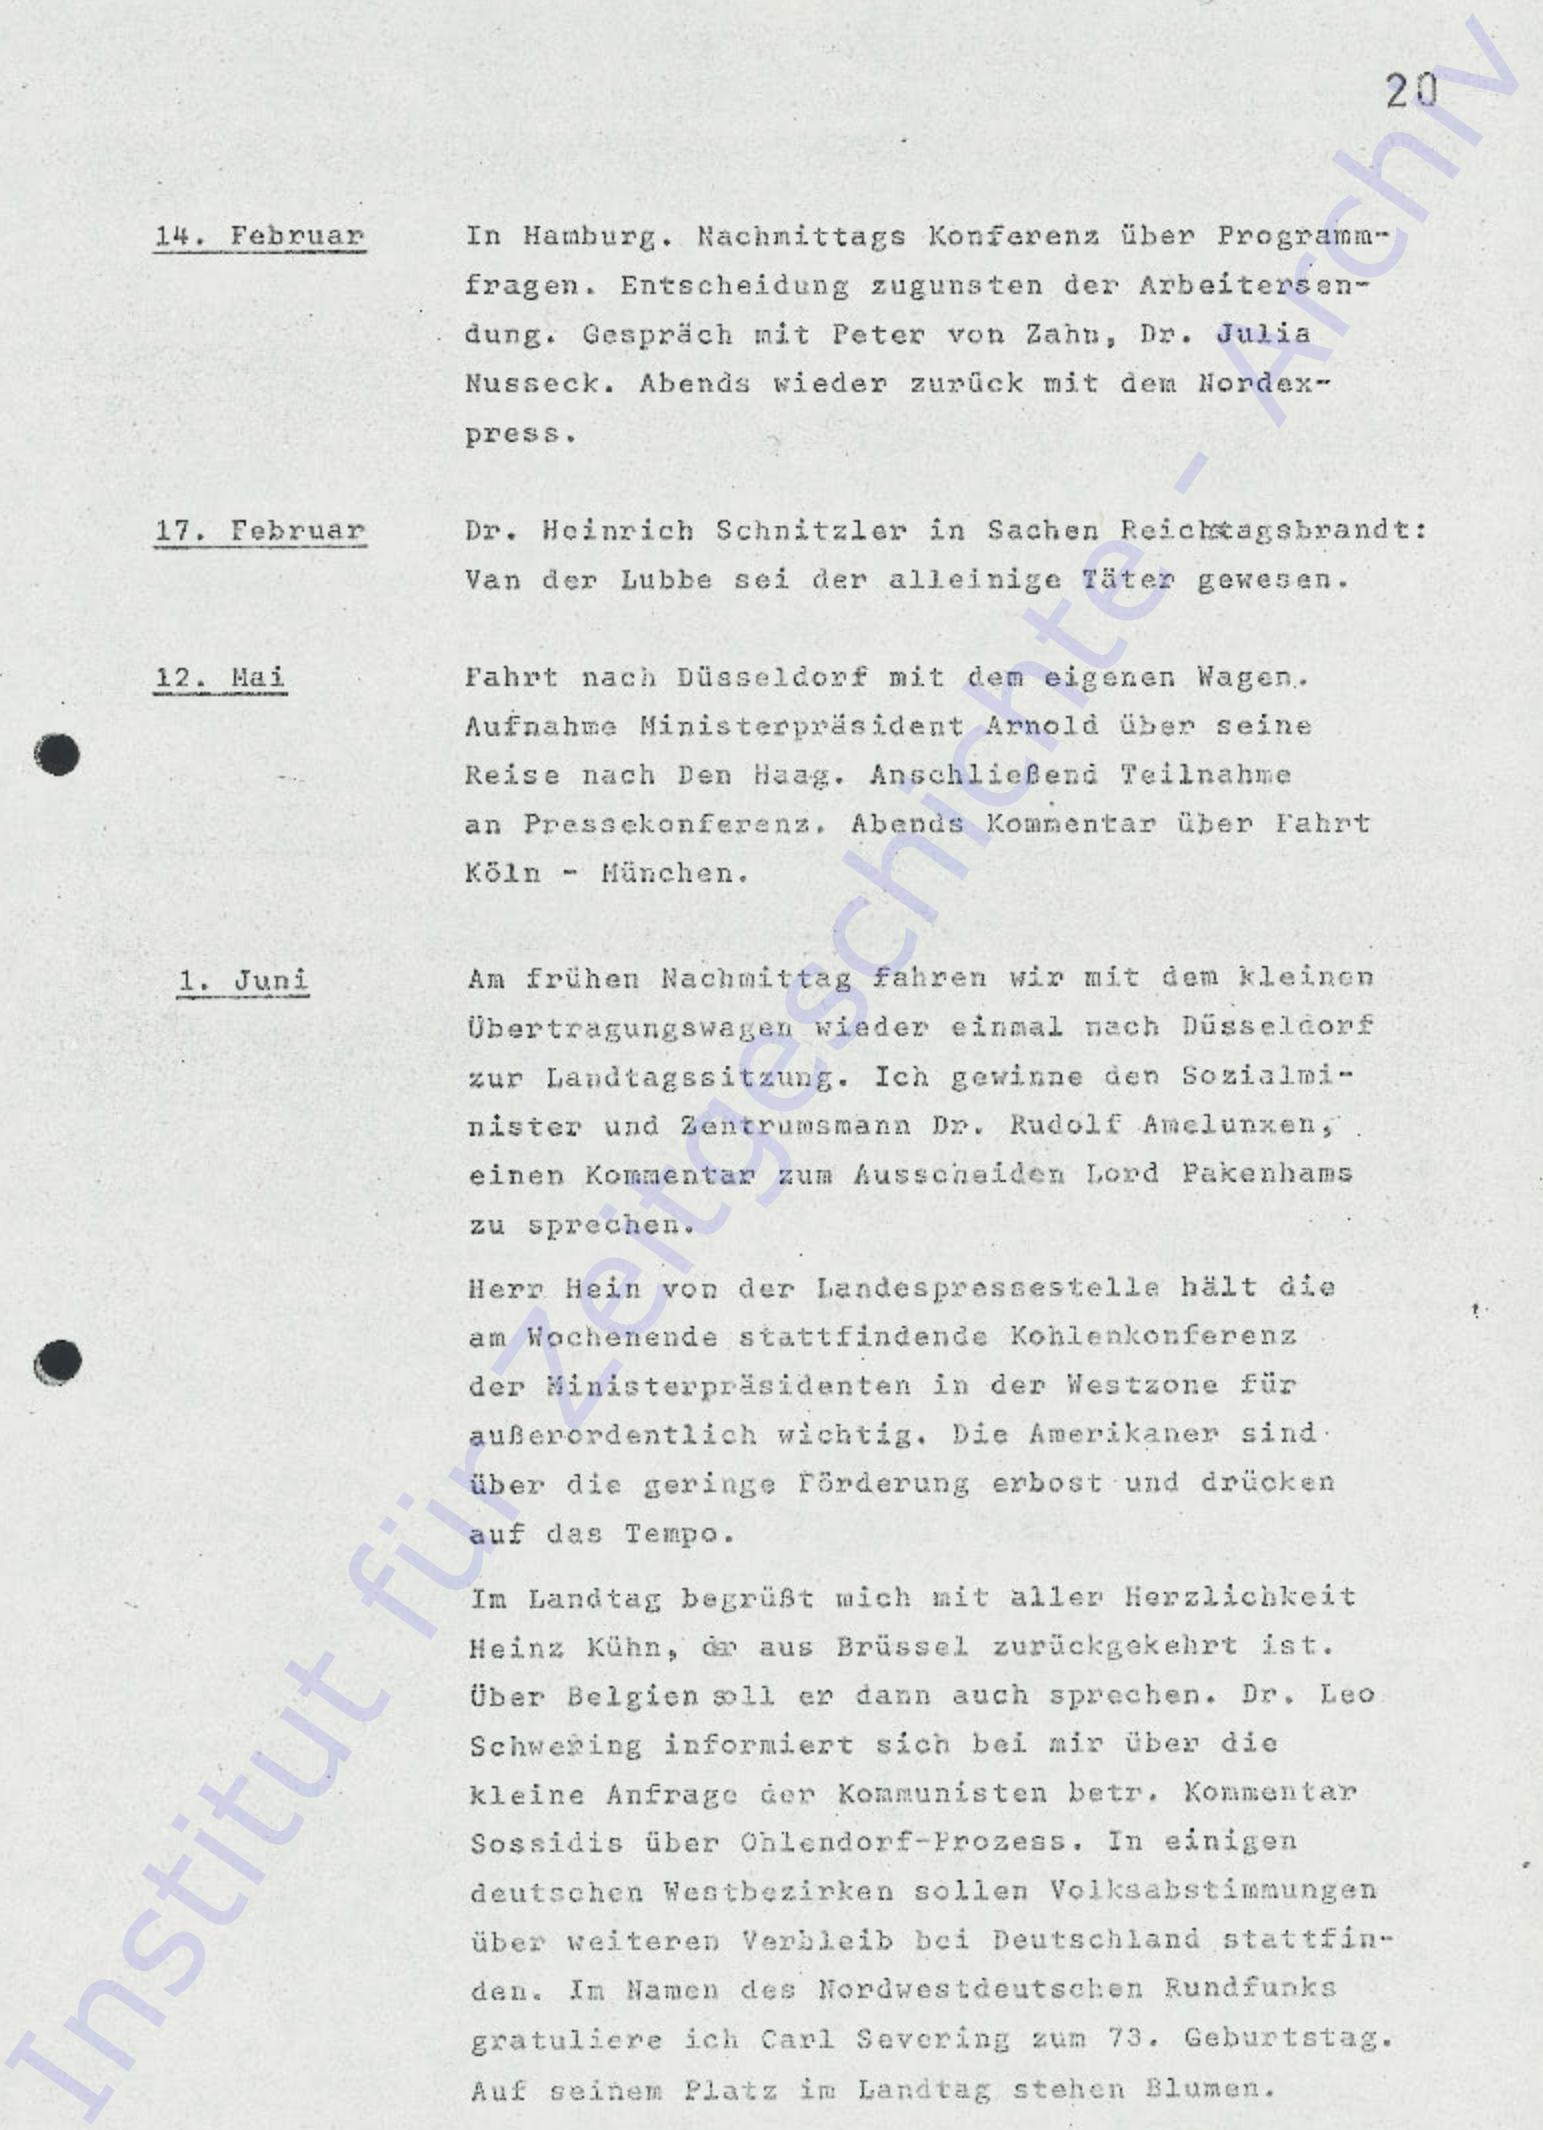 20
14. Februar In Hamburg. Nachmittags Konferenz über Programm-
fragen. Entscheidung zugunsten der Arbeitersen-
dung. Gespräch mit Peter von Zahn, Dr. Julia
Nusseck. Abends wieder zurück mit dem Nordex-
press.
17. Februar Dr. Heinrich Schnitzler in Sachen Reichstagsbrandt:
Van der Lubbe sei der alleinige Täter gewesen.
12. Mai Fahrt nach Düsseldorf mit dem eigenen Wagen.
Aufnahme Ministerpräsident Arnold über seine
Reise nach Den Haag. Anschließend Teilnahme
an Pressekonferenz. Abends Kommentar über Fahrt
Köln - München.
1. Juni Am frühen Nachmittag fahren wir mit dem kleinen
Übertragungswagen wieder einmal nach Düsseldorf
zur Landtagssitzung. Ich gewinne den Sozialmi-
nister und Zentrumsmann Dr. Rudolf Amelunxen,
einen Kommentar zum Ausscheiden Lord Pakenhams
zu sprechen.
Herr Hein von der Landespressestelle hält die
am Wochenende stattfindende Kohlenkonferenz
der Ministerpräsidenten in der Westzone für
außerordentlich wichtig. Die Amerikaner sind
über die geringe Förderung erbost und drücken
auf das Tempo.
Im Landtag begrüßt mich mit aller Herzlichkeit
Heinz Kühn, der aus Brüssel zurückgekehrt ist.
Über Belgien soll er dann auch sprechen. Dr. Leo
Schwering informiert sich bei mir über die
kleine Anfrage der Kommunisten betr. Kommentar
Sossidis über Ohlendorf-Prozess. In einigen
deutschen Westbezirken sollen Volksabstimmungen
über weiteren Verbleib bei Deutschland stattfin-
den. Im Namen des Nordwestdeutschen Rundfunks
gratuliere ich Carl Severing zum 73. Geburtstag.
Auf seinem Platz im Landtag stehen Blumen.
Institut für Zeitgeschichte - Archiv